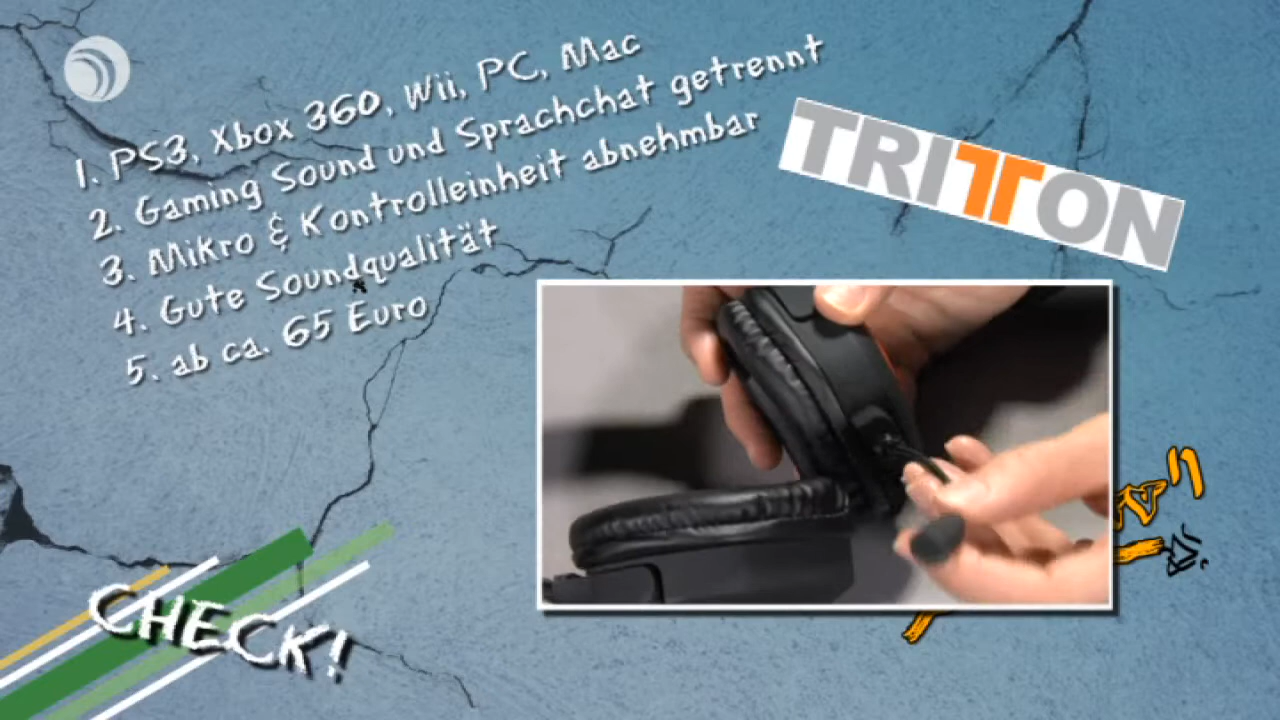 1. PS3, Xbox 360, Wii, PC, Mac
2. Gaming Sound und Sprachchat getrennt
3. Mikro & Kontrolleinheit abnehmbar
4. Gute Soundqualität
5. ab ca. 65 Euro
TRITTON
CHECK!